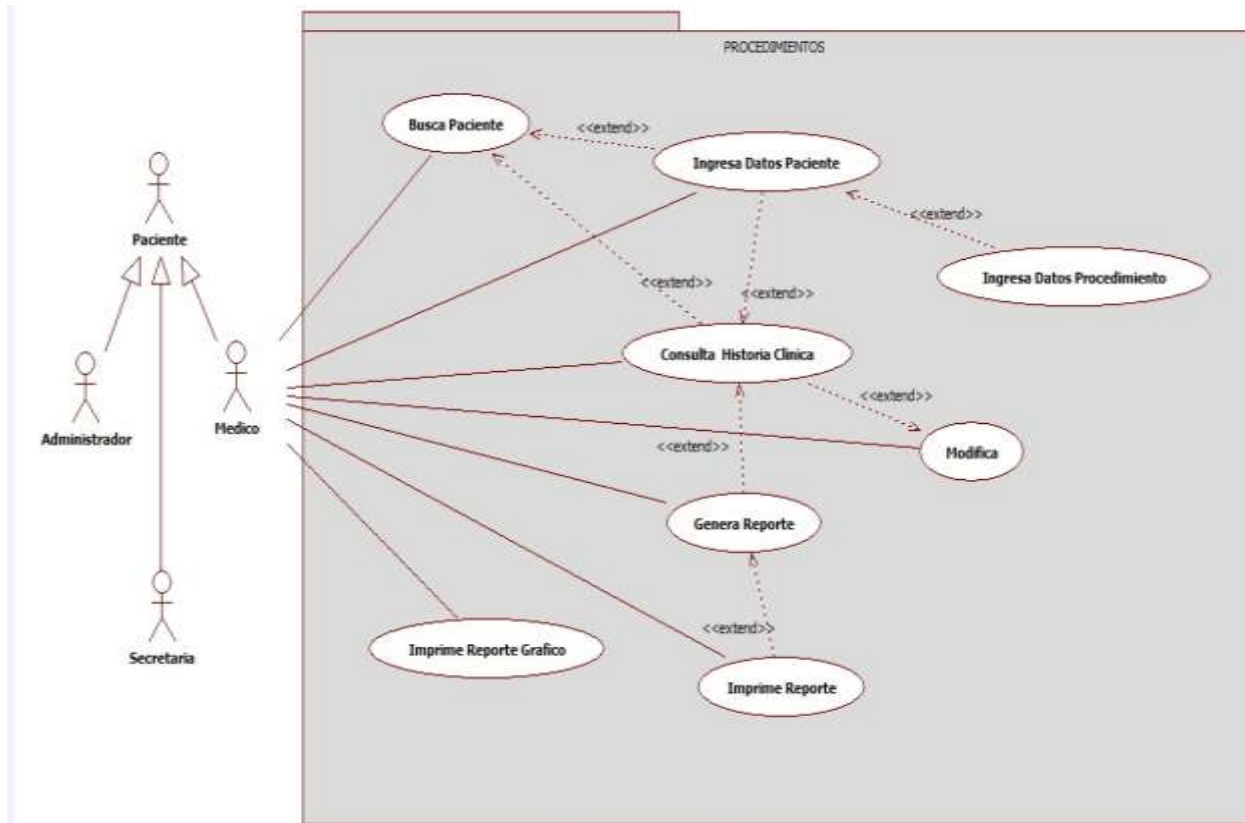 PROCEDIMIENTOS
Busca Paciente
<<extend>>
Ingresa Datos Paciente
<<extend>>
Paciente
Ingresa Datos Procedimiento
<<extend>>
<<extend>>
Consulta Historia Clinica
<<extend>>
Administrador
Medico
<<extend>>
Modifica
Genera Reporte
<<extend>>
Imprime Reporte Grafico
Secretaria
Imprime Reporte